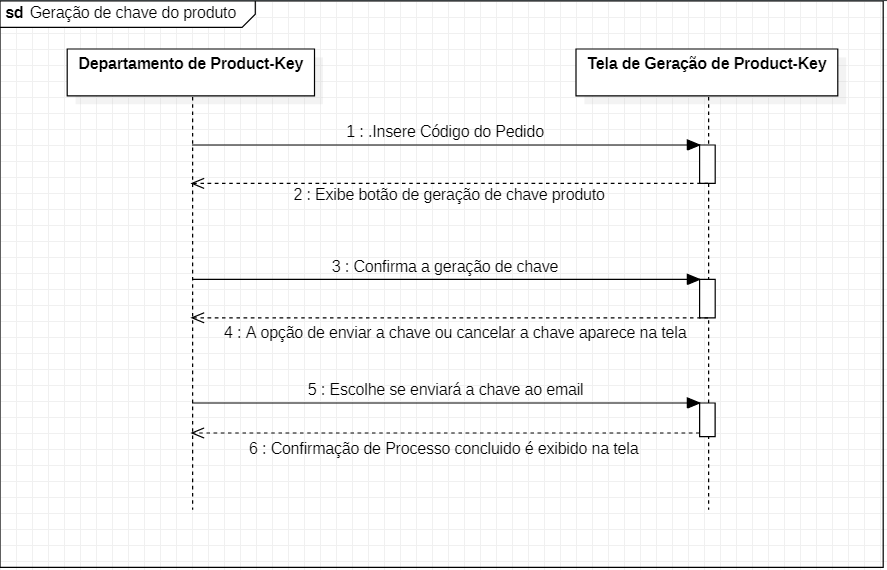 sd Geração de chave do produto
Departamento de Product-Key
Tela de Geração de Product-Key
1 : .Insere Código do Pedido
2 : Exibe botão de geração de chave produto
3 : Confirma a geração de chave
4 : A opção de enviar a chave ou cancelar a chave aparece na tela
5 : Escolhe se enviará a chave ao email
6 : Confirmação de Processo concluido é exibido na tela